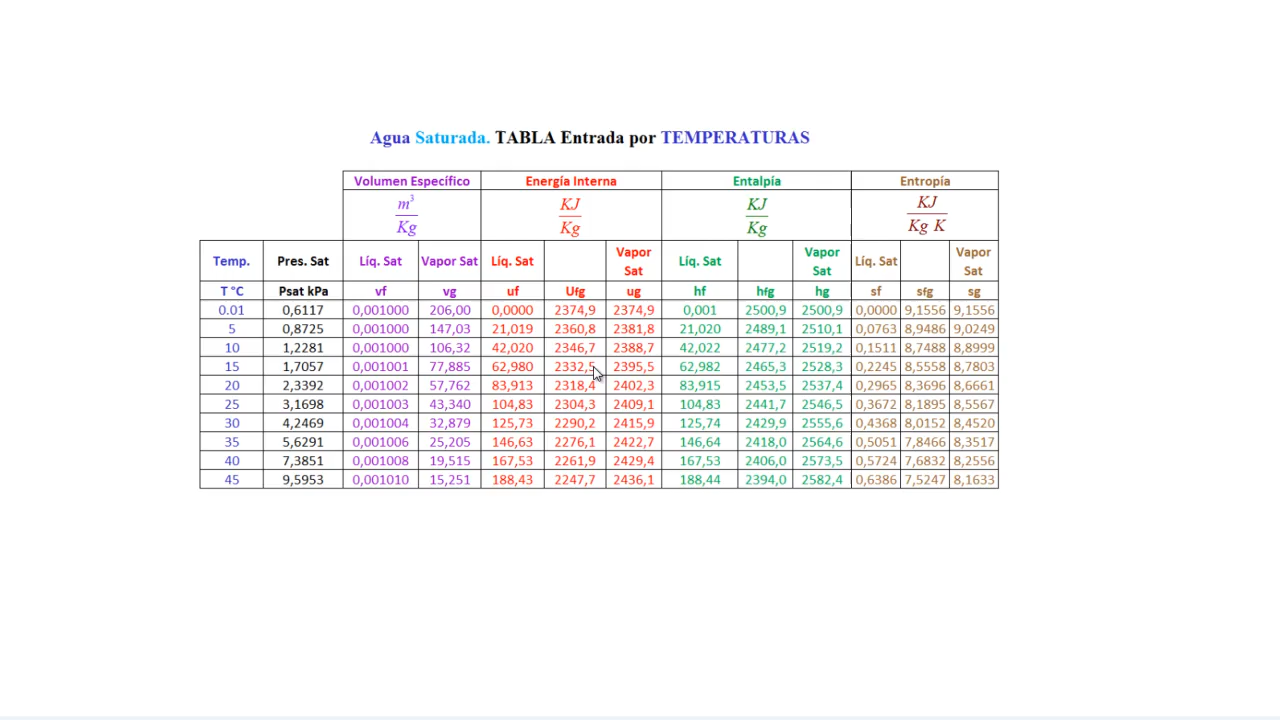 Agua Saturada. TABLA Entrada por TEMPERATURAS
Volumen Específico Energía Interna Entalpía Entropía
m³/Kg KJ/Kg KJ/Kg KJ/Kg K
Temp. Pres. Sat Líq. Sat Vapor Sat Líq. Sat Vapor Sat Líq. Sat Vapor Sat Líq. Sat Vapor Sat
T °C Psat kPa vf vg uf Ufg ug hf hfg hg sf sfg sg
0.01 0,6117 0,001000 206,00 0,0000 2374,9 2374,9 0,001 2500,9 2500,9 0,0000 9,1556 9,1556
5 0,8725 0,001000 147,03 21,019 2360,8 2381,8 21,020 2489,1 2510,1 0,0763 8,9486 9,0249
10 1,2281 0,001000 106,32 42,020 2346,7 2388,7 42,022 2477,2 2519,2 0,1511 8,7488 8,8999
15 1,7057 0,001001 77,885 62,980 2332,5 2395,5 62,982 2465,3 2528,3 0,2245 8,5558 8,7803
20 2,3392 0,001002 57,762 83,913 2318,4 2402,3 83,915 2453,5 2537,4 0,2965 8,3696 8,6661
25 3,1698 0,001003 43,340 104,83 2304,3 2409,1 104,83 2441,7 2546,5 0,3672 8,1895 8,5567
30 4,2469 0,001004 32,879 125,73 2290,2 2415,9 125,74 2429,9 2555,6 0,4368 8,0152 8,4520
35 5,6291 0,001006 25,205 146,63 2276,1 2422,7 146,64 2418,0 2564,6 0,5051 7,8466 8,3517
40 7,3851 0,001008 19,515 167,53 2261,9 2429,4 167,53 2406,0 2573,5 0,5724 7,6832 8,2556
45 9,5953 0,001010 15,251 188,43 2247,7 2436,1 188,44 2394,0 2582,4 0,6386 7,5247 8,1633